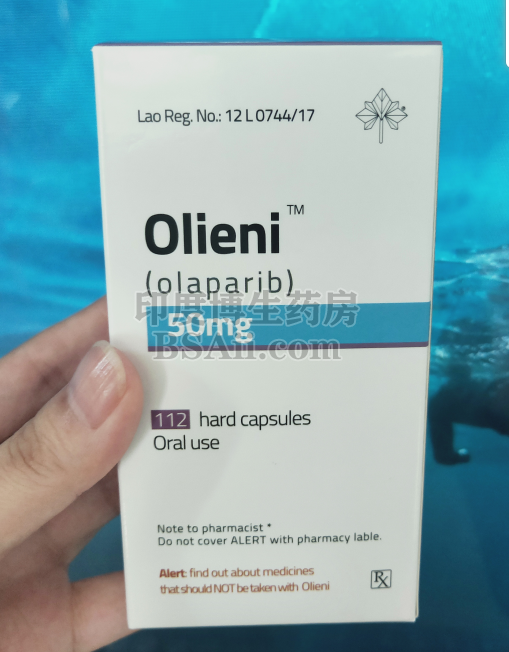 Lao Reg. No.: 12 L 0744/17
Olieni™
(olaparib)
50mg
印思博生药房
BSAII.com
112 hard capsules
Oral use
Note to pharmacist *
Do not cover ALERT with pharmacy lable.
Alert: find out about medicines
that should NOT be taken with Olieni
Rx